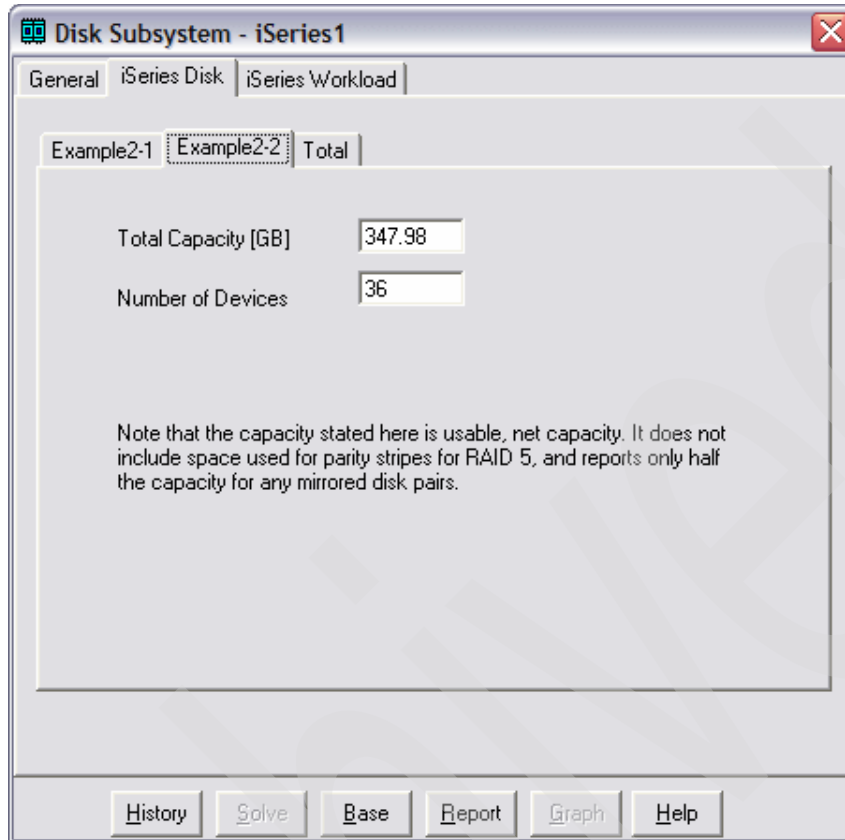 Disk Subsystem - iSeries1
General iSeries Disk iSeries Workload
Example2-1 Example2-2 Total
Total Capacity [GB] 347.98
Number of Devices 36
Note that the capacity stated here is usable, net capacity. It does not
include space used for parity stripes for RAID 5, and reports only half
the capacity for any mirrored disk pairs.
History Solve Base Report Graph Help